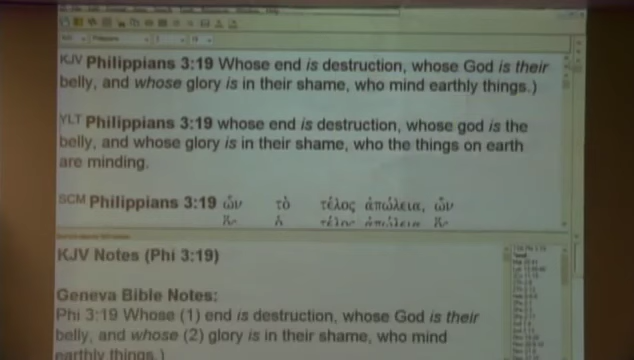 KJV Philippians 3:19 Whose end is destruction, whose God is their
belly, and whose glory is in their shame, who mind earthly things.)
YLT Philippians 3:19 whose end is destruction, whose god is the
belly, and whose glory is in their shame, who the things on earth
are minding.
SCM Philippians 3:19 ὧν τὸ τέλος ἀπώλεια, ὧν
KJV Notes (Phi 3:19)
Geneva Bible Notes:
Phi 3:19 Whose (1) end is destruction, whose God is their
belly, and whose (2) glory is in their shame, who mind
earthly things.)